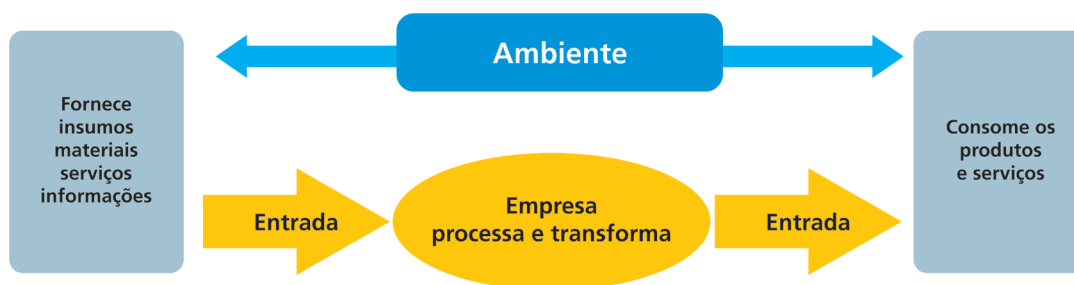 Ambiente
Fornece
insumos
materiais
serviços
informações
Entrada
Empresa
processa e transforma
Entrada
Consome os
produtos
e serviços